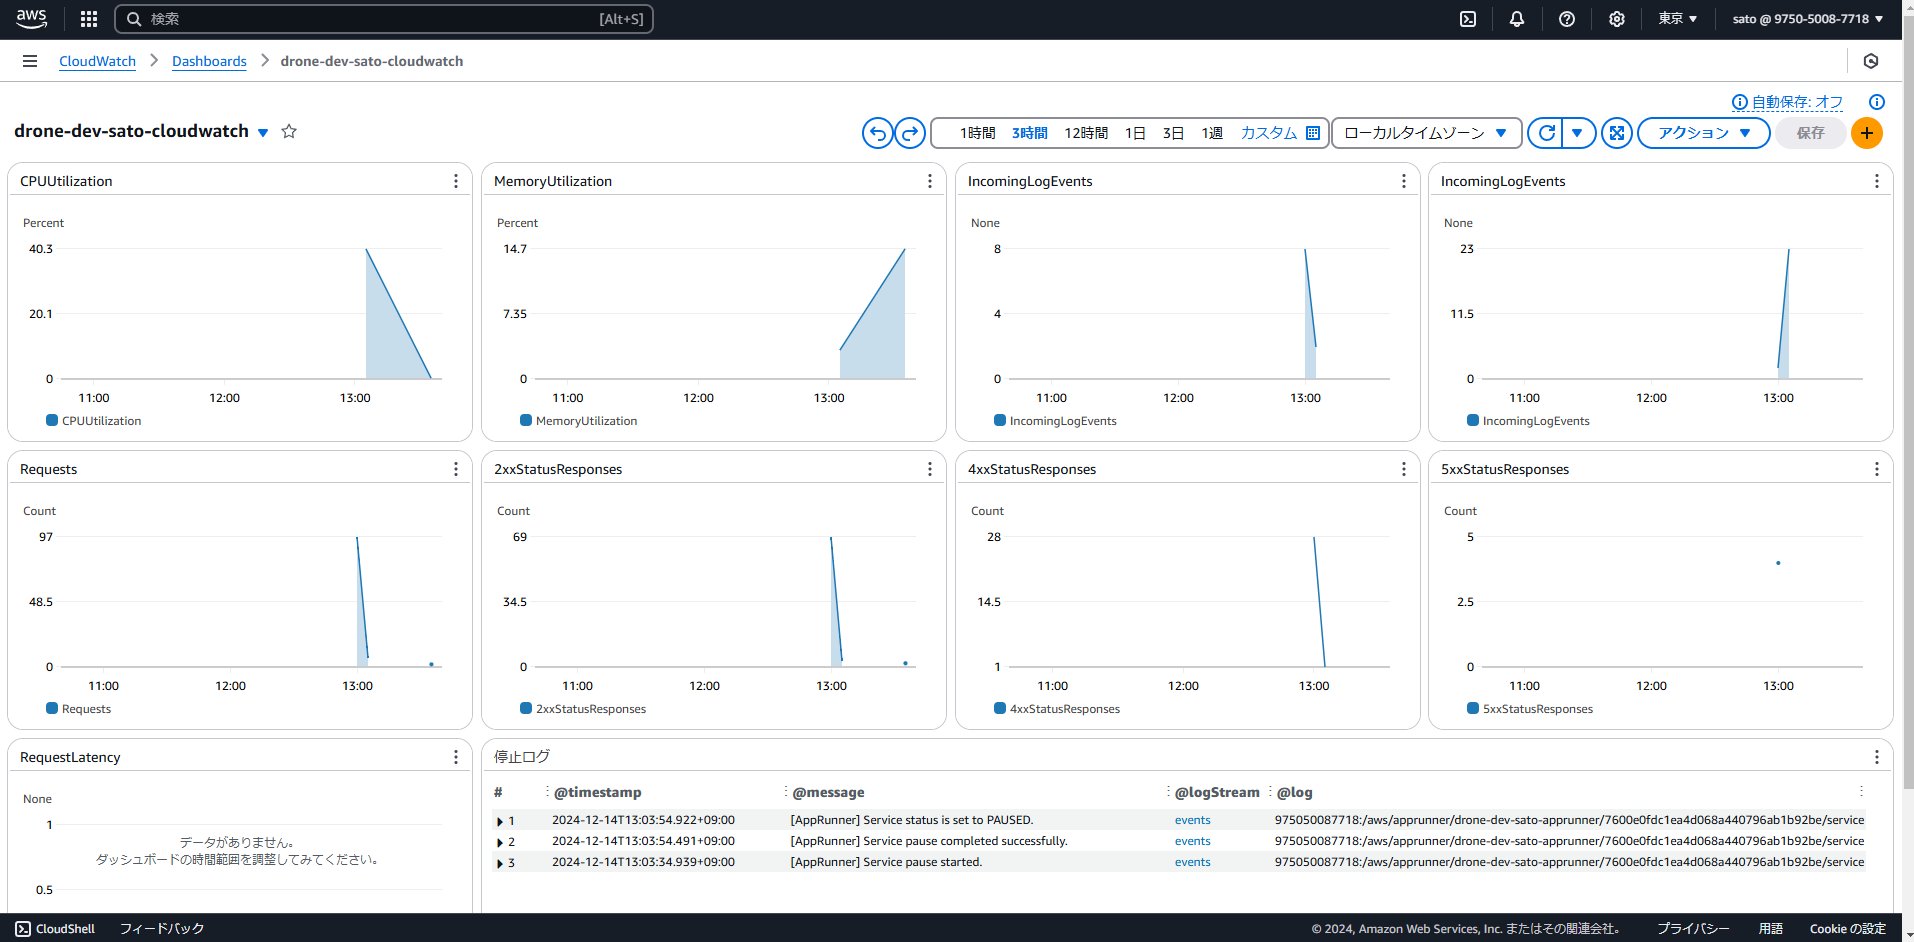 aws 検索 [Alt+S] 東京 ▼ sato @ 9750-5008-7718 ▼
CloudWatch > Dashboards > drone-dev-sato-cloudwatch
自動保存: オフ
drone-dev-sato-cloudwatch
1時間 3時間 12時間 1日 3日 1週 カスタム ローカルタイムゾーン アクション 保存
CPUUtilization
Percent
40.3
20.1
0
11:00 12:00 13:00
CPUUtilization
MemoryUtilization
Percent
14.7
7.35
0
11:00 12:00 13:00
MemoryUtilization
IncomingLogEvents
None
8
4
0
11:00 12:00 13:00
IncomingLogEvents
IncomingLogEvents
None
23
11.5
0
11:00 12:00 13:00
IncomingLogEvents
Requests
Count
97
48.5
0
11:00 12:00 13:00
Requests
2xxStatusResponses
Count
69
34.5
0
11:00 12:00 13:00
2xxStatusResponses
4xxStatusResponses
Count
28
14.5
1
11:00 12:00 13:00
4xxStatusResponses
5xxStatusResponses
Count
5
2.5
0
11:00 12:00 13:00
5xxStatusResponses
RequestLatency
None
1
データがありません。
ダッシュボードの時間範囲を調整してみてください。
0.5
停止ログ
# @timestamp @message @logStream @log
1 2024-12-14T13:03:54.922+09:00 [AppRunner] Service status is set to PAUSED. events 975050087718:/aws/apprunner/drone-dev-sato-apprunner/7600e0fdc1ea4d068a440796ab1b92be/service
2 2024-12-14T13:03:54.491+09:00 [AppRunner] Service pause completed successfully. events 975050087718:/aws/apprunner/drone-dev-sato-apprunner/7600e0fdc1ea4d068a440796ab1b92be/service
3 2024-12-14T13:03:34.939+09:00 [AppRunner] Service pause started. events 975050087718:/aws/apprunner/drone-dev-sato-apprunner/7600e0fdc1ea4d068a440796ab1b92be/service
CloudShell フィードバック © 2024, Amazon Web Services, Inc. またはその関連会社。 プライバシー 用語 Cookie の設定